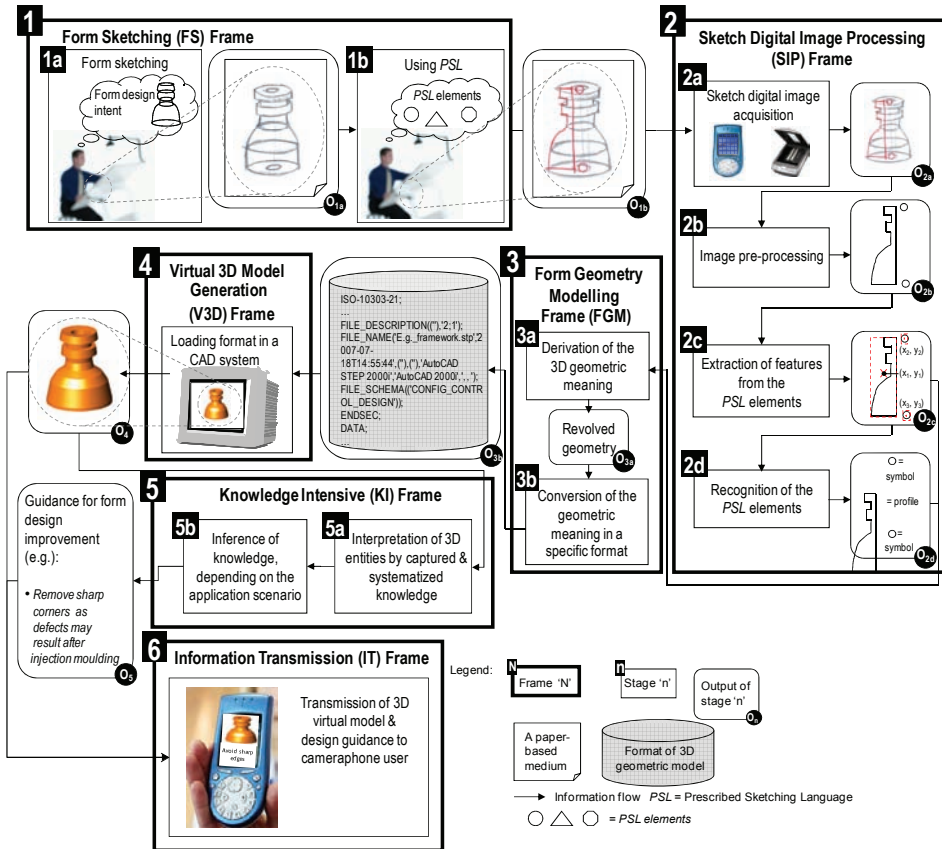 1
Form Sketching (FS) Frame
1a
Form sketching
Form design
intent
O1a
1b
Using PSL
PSL elements
O1b
2
Sketch Digital Image Processing
(SIP) Frame
2a
Sketch digital image
acquisition
O2a
2b
Image pre-processing
O2b
2c
Extraction of features
from the
PSL elements
(x2, y2)
(x1, y1)
(x3, y3)
O2c
2d
Recognition of the
PSL elements
=
symbol
= profile
=
symbol
O2d
3
Form Geometry
Modelling
Frame (FGM)
3a
Derivation of the
3D geometric
meaning
Revolved
geometry
O3a
3b
Conversion of the
geometric
meaning in a
specific format
ISO-10303-21;
...
FILE_DESCRIPTION((''),'2;1');
FILE_NAME('E.g._framework.stp','2
007-07-
18T14:55:44',(''),(''),'AutoCAD
STEP 2000i','AutoCAD 2000i',' , , ');
FILE_SCHEMA(('CONFIG_CONTR
OL_DESIGN'));
ENDSEC;
DATA;
...
O3b
4
Virtual 3D Model
Generation
(V3D) Frame
Loading format in a
CAD system
O4
5
Knowledge Intensive (KI) Frame
5a
Interpretation of 3D
entities by captured &
systematized
knowledge
5b
Inference of
knowledge,
depending on the
application scenario
Guidance for form
design
improvement
(e.g.):
• Remove sharp
corners as
defects may
result after
injection moulding
O5
6
Information Transmission (IT) Frame
Avoid sharp
edges
Transmission of 3D
virtual model &
design guidance to
cameraphone user
Legend:
N
Frame 'N'
n
Stage 'n'
Output of
stage 'n'
On
A paper-
based
medium
Format of 3D
geometric model
Information flow PSL = Prescribed Sketching Language
= PSL elements